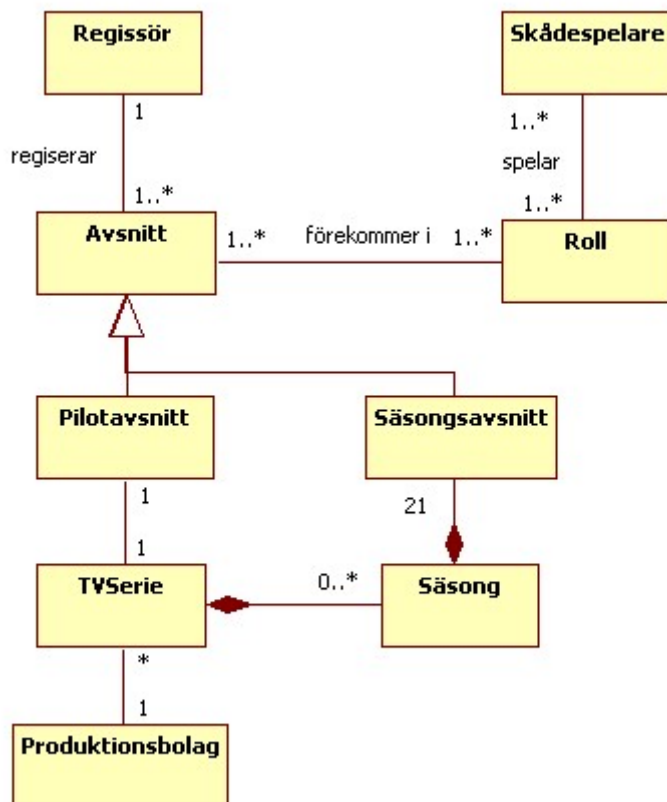 Regissör
Skådespelare
1
1..*
regiserar
spelar
1..*
1..*
Avsnitt
1..*
förekommer i
1..*
Roll
Pilotavsnitt
Säsongsavsnitt
1
21
1
TVSerie
0..*
Säsong
*
1
Produktionsbolag